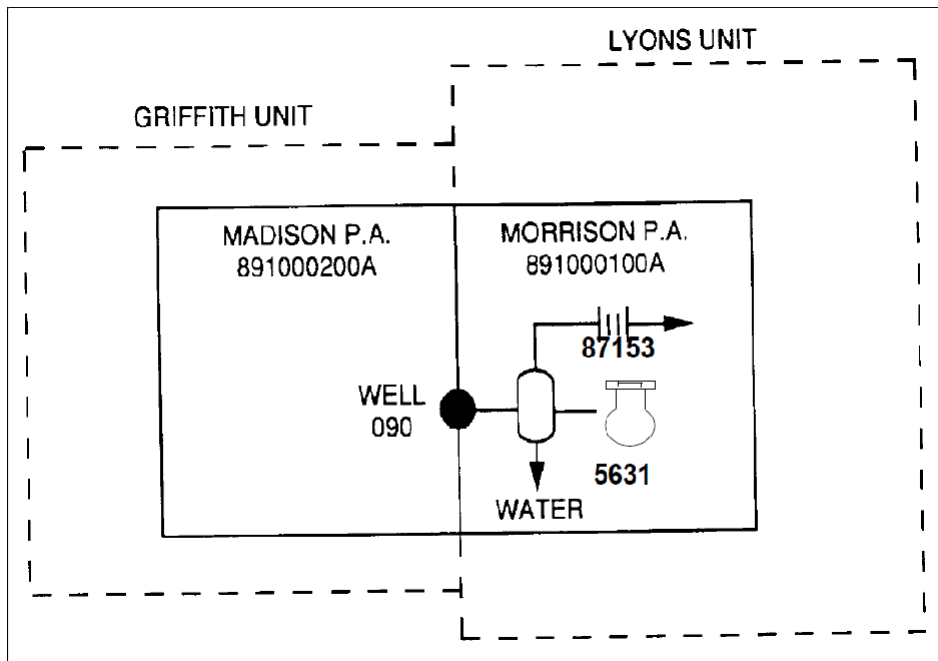 LYONS UNIT
GRIFFITH UNIT
MADISON P.A.
891000200A
MORRISON P.A.
891000100A
87153
WELL
090
5631
WATER